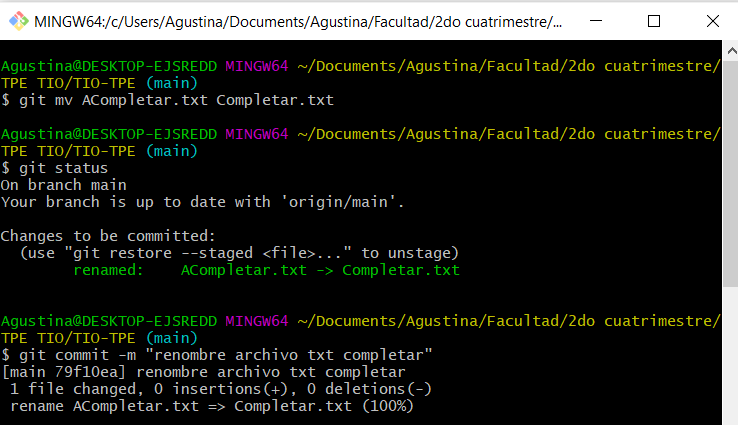 MINGW64:/c/Users/Agustina/Documents/Agustina/Facultad/2do cuatrimestre/...
Agustina@DESKTOP-EJSREDD MINGW64 ~/Documents/Agustina/Facultad/2do cuatrimestre/
TPE TIO/TIO-TPE (main)
$ git mv ACompletar.txt Completar.txt
Agustina@DESKTOP-EJSREDD MINGW64 ~/Documents/Agustina/Facultad/2do cuatrimestre/
TPE TIO/TIO-TPE (main)
$ git status
On branch main
Your branch is up to date with 'origin/main'.
Changes to be committed:
  (use "git restore --staged <file>..." to unstage)
        renamed:    ACompletar.txt -> Completar.txt
Agustina@DESKTOP-EJSREDD MINGW64 ~/Documents/Agustina/Facultad/2do cuatrimestre/
TPE TIO/TIO-TPE (main)
$ git commit -m "renombre archivo txt completar"
[main 79f10ea] renombre archivo txt completar
 1 file changed, 0 insertions(+), 0 deletions(-)
 rename ACompletar.txt => Completar.txt (100%)